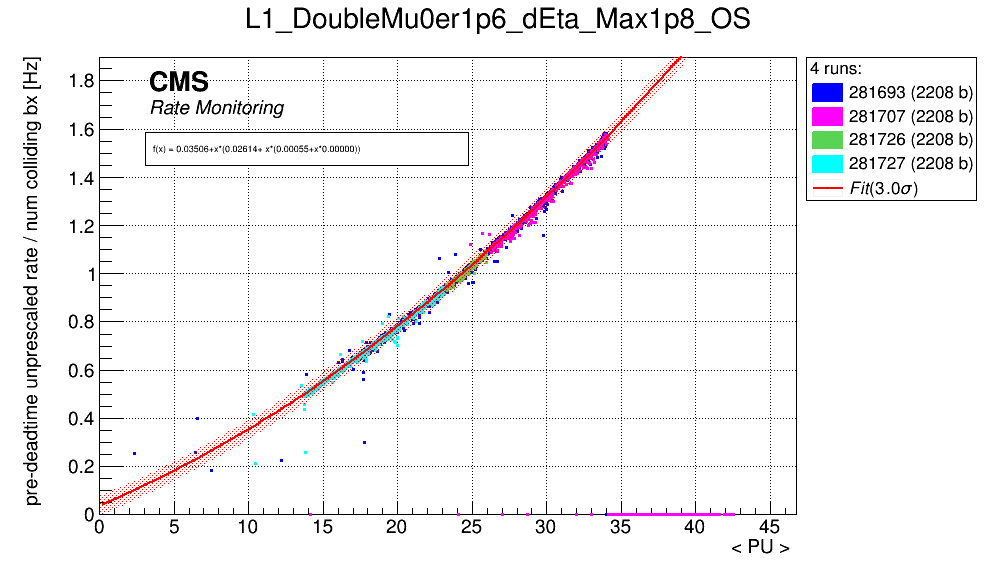 L1_DoubleMu0er1p6_dEta_Max1p8_OS
pre-deadtime unprescaled rate / num colliding bx [Hz]
CMS
Rate Monitoring
f(x) = 0.03506+x*(0.02614+ x*(0.00055+x*0.00000))
1.8
1.6
1.4
1.2
1
0.8
0.6
0.4
0.2
0
0 5 10 15 20 25 30 35 40 45
< PU >
4 runs:
281693 (2208 b)
281707 (2208 b)
281726 (2208 b)
281727 (2208 b)
Fit(3.0σ)